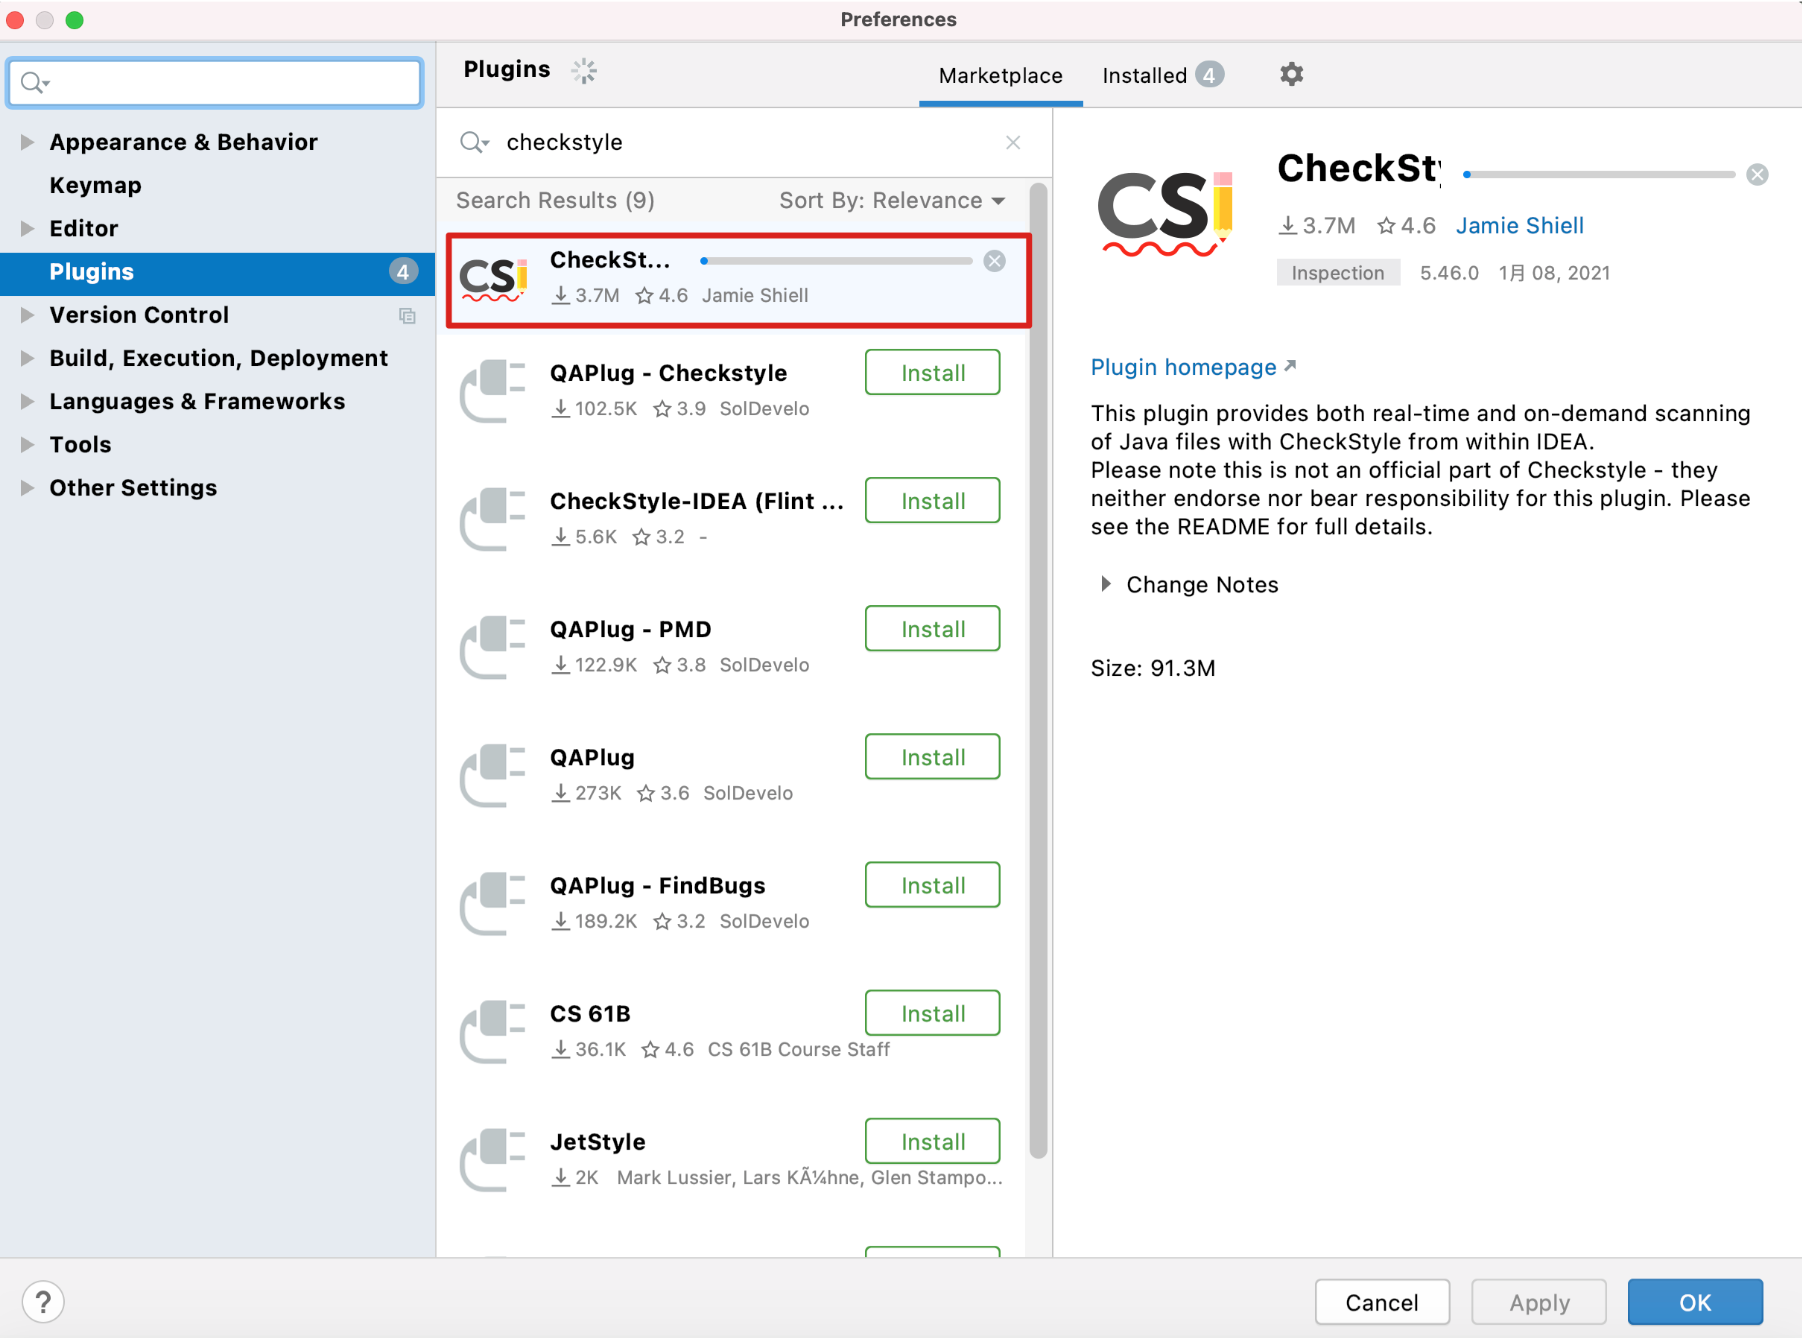 Preferences
Appearance & Behavior
Keymap
Editor
Plugins 4
Version Control
Build, Execution, Deployment
Languages & Frameworks
Tools
Other Settings
Plugins
Marketplace
Installed 4
checkstyle
Search Results (9)
Sort By: Relevance
CS
CheckSt...
3.7M 4.6 Jamie Shiell
QAPlug - Checkstyle
Install
102.5K 3.9 SolDevelo
CheckStyle-IDEA (Flint ...
Install
5.6K 3.2 -
QAPlug - PMD
Install
122.9K 3.8 SolDevelo
QAPlug
Install
273K 3.6 SolDevelo
QAPlug - FindBugs
Install
189.2K 3.2 SolDevelo
CS 61B
Install
36.1K 4.6 CS 61B Course Staff
JetStyle
Install
2K Mark Lussier, Lars KÃ¼hne, Glen Stampo...
CS
CheckSty
3.7M 4.6 Jamie Shiell
Inspection 5.46.0 1月 08, 2021
Plugin homepage
This plugin provides both real-time and on-demand scanning
of Java files with CheckStyle from within IDEA.
Please note this is not an official part of Checkstyle - they
neither endorse nor bear responsibility for this plugin. Please
see the README for full details.
Change Notes
Size: 91.3M
?
Cancel
Apply
OK